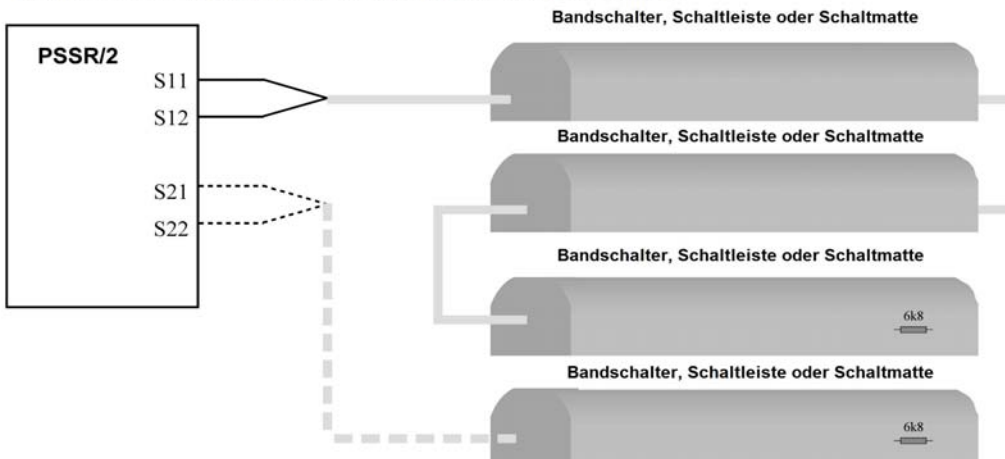 Bandschalter, Schaltleiste oder Schaltmatte
PSSR/2
S11
S12
Bandschalter, Schaltleiste oder Schaltmatte
S21
S22
Bandschalter, Schaltleiste oder Schaltmatte
6k8
Bandschalter, Schaltleiste oder Schaltmatte
6k8